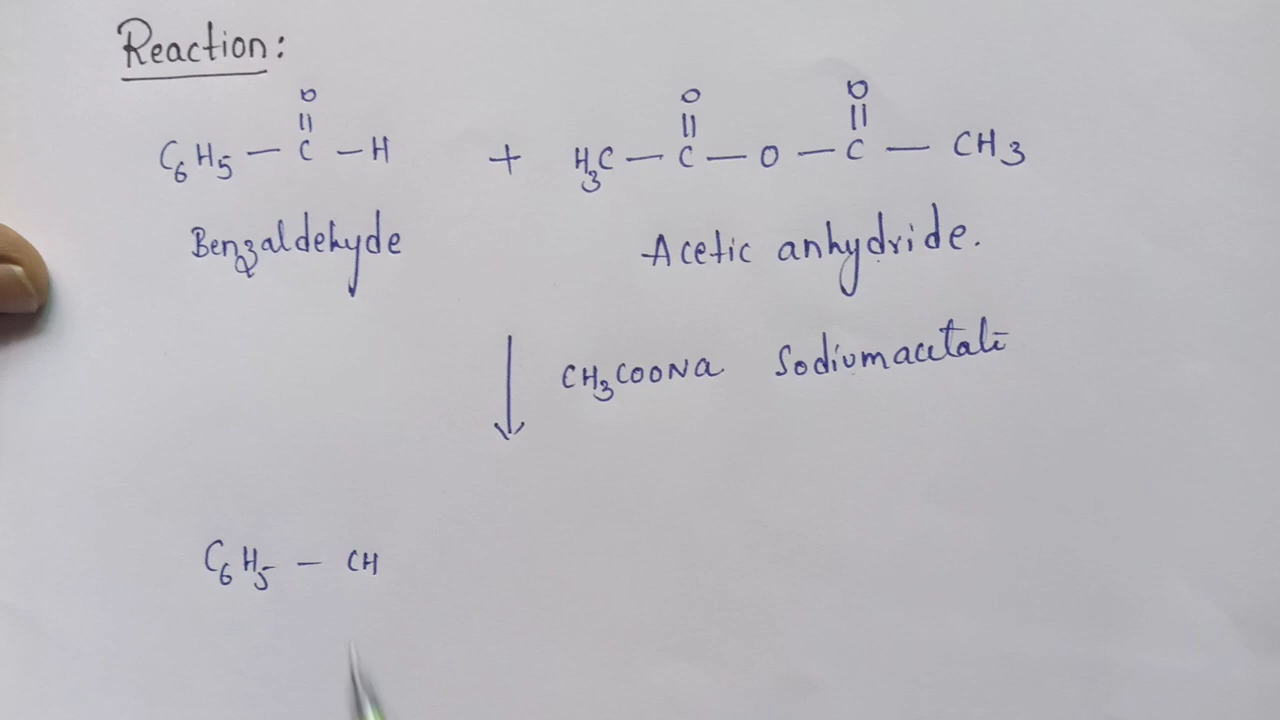 Reaction:
O O O
|| || ||
C6H5 — C — H + H3C — C — O — C — CH3
Benzaldehyde Acetic anhydride.
CH3COONa Sodiumacetate
C6H5 — CH